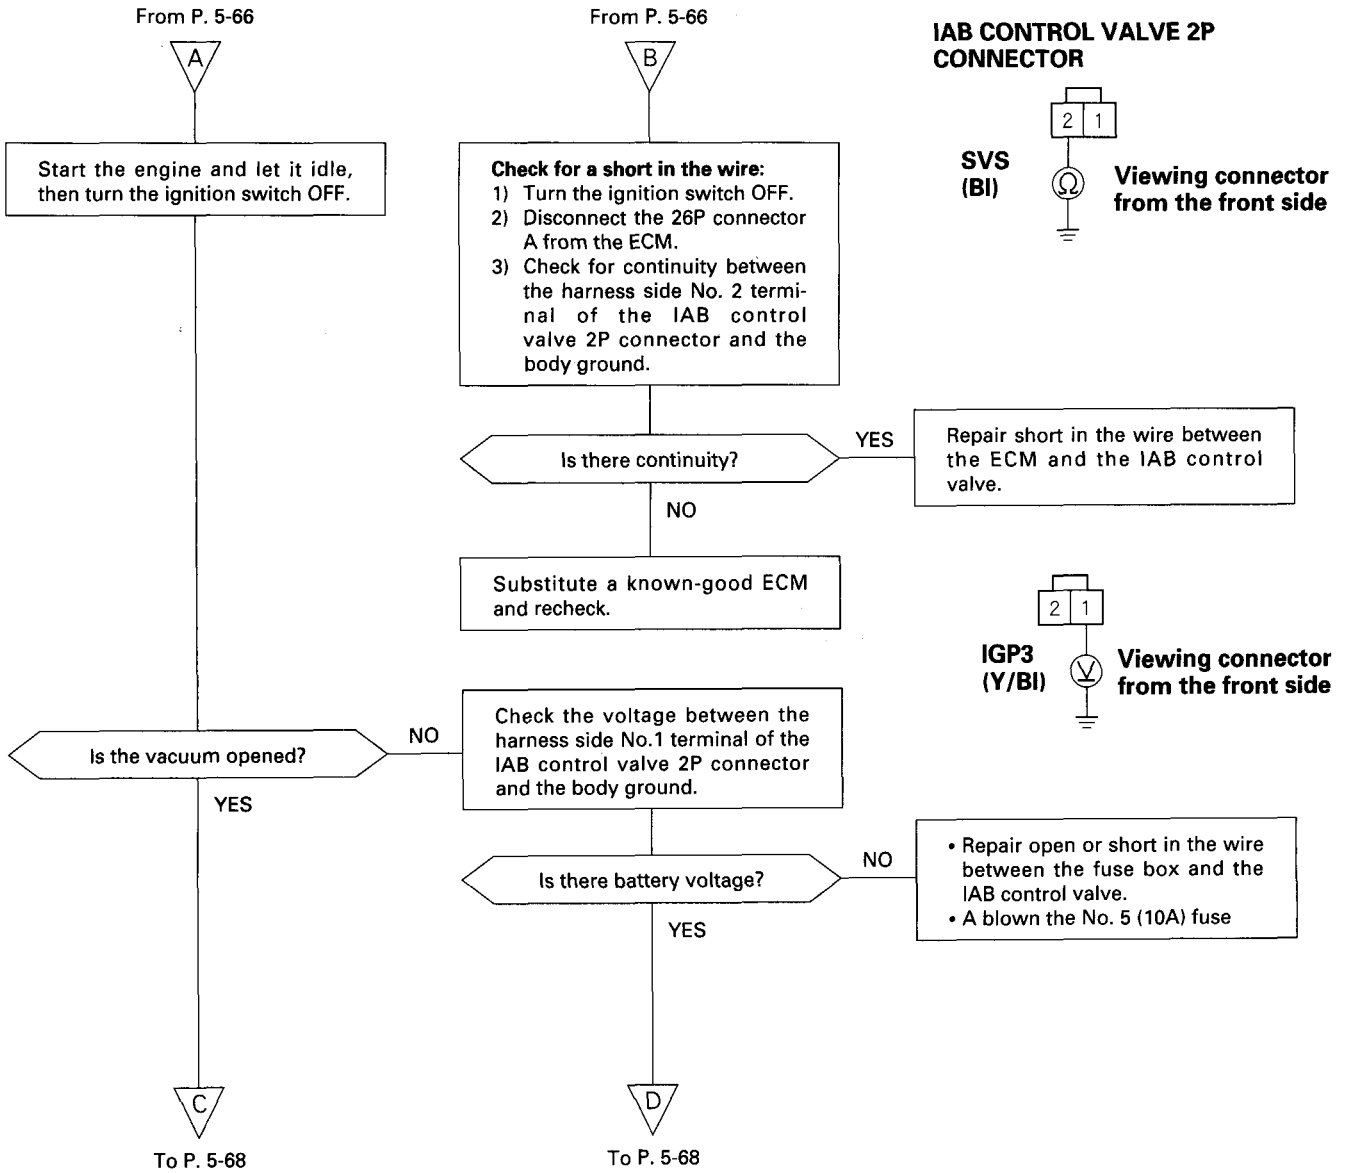 From P. 5-66
A
Start the engine and let it idle,
then turn the ignition switch OFF.
From P. 5-66
B
Check for a short in the wire:
1) Turn the ignition switch OFF.
2) Disconnect the 26P connector
A from the ECM.
3) Check for continuity between
the harness side No. 2 termi-
nal of the IAB control
valve 2P connector and the
body ground.
IAB CONTROL VALVE 2P
CONNECTOR
2 1
SVS
(Bl)
Ω
Viewing connector
from the front side
Is there continuity?
YES
Repair short in the wire between
the ECM and the IAB control
valve.
NO
Substitute a known-good ECM
and recheck.
2 1
IGP3
(Y/Bl)
V
Viewing connector
from the front side
Is the vacuum opened?
NO
Check the voltage between the
harness side No.1 terminal of the
IAB control valve 2P connector
and the body ground.
YES
Is there battery voltage?
NO
• Repair open or short in the wire
between the fuse box and the
IAB control valve.
• A blown the No. 5 (10A) fuse
YES
C
To P. 5-68
D
To P. 5-68